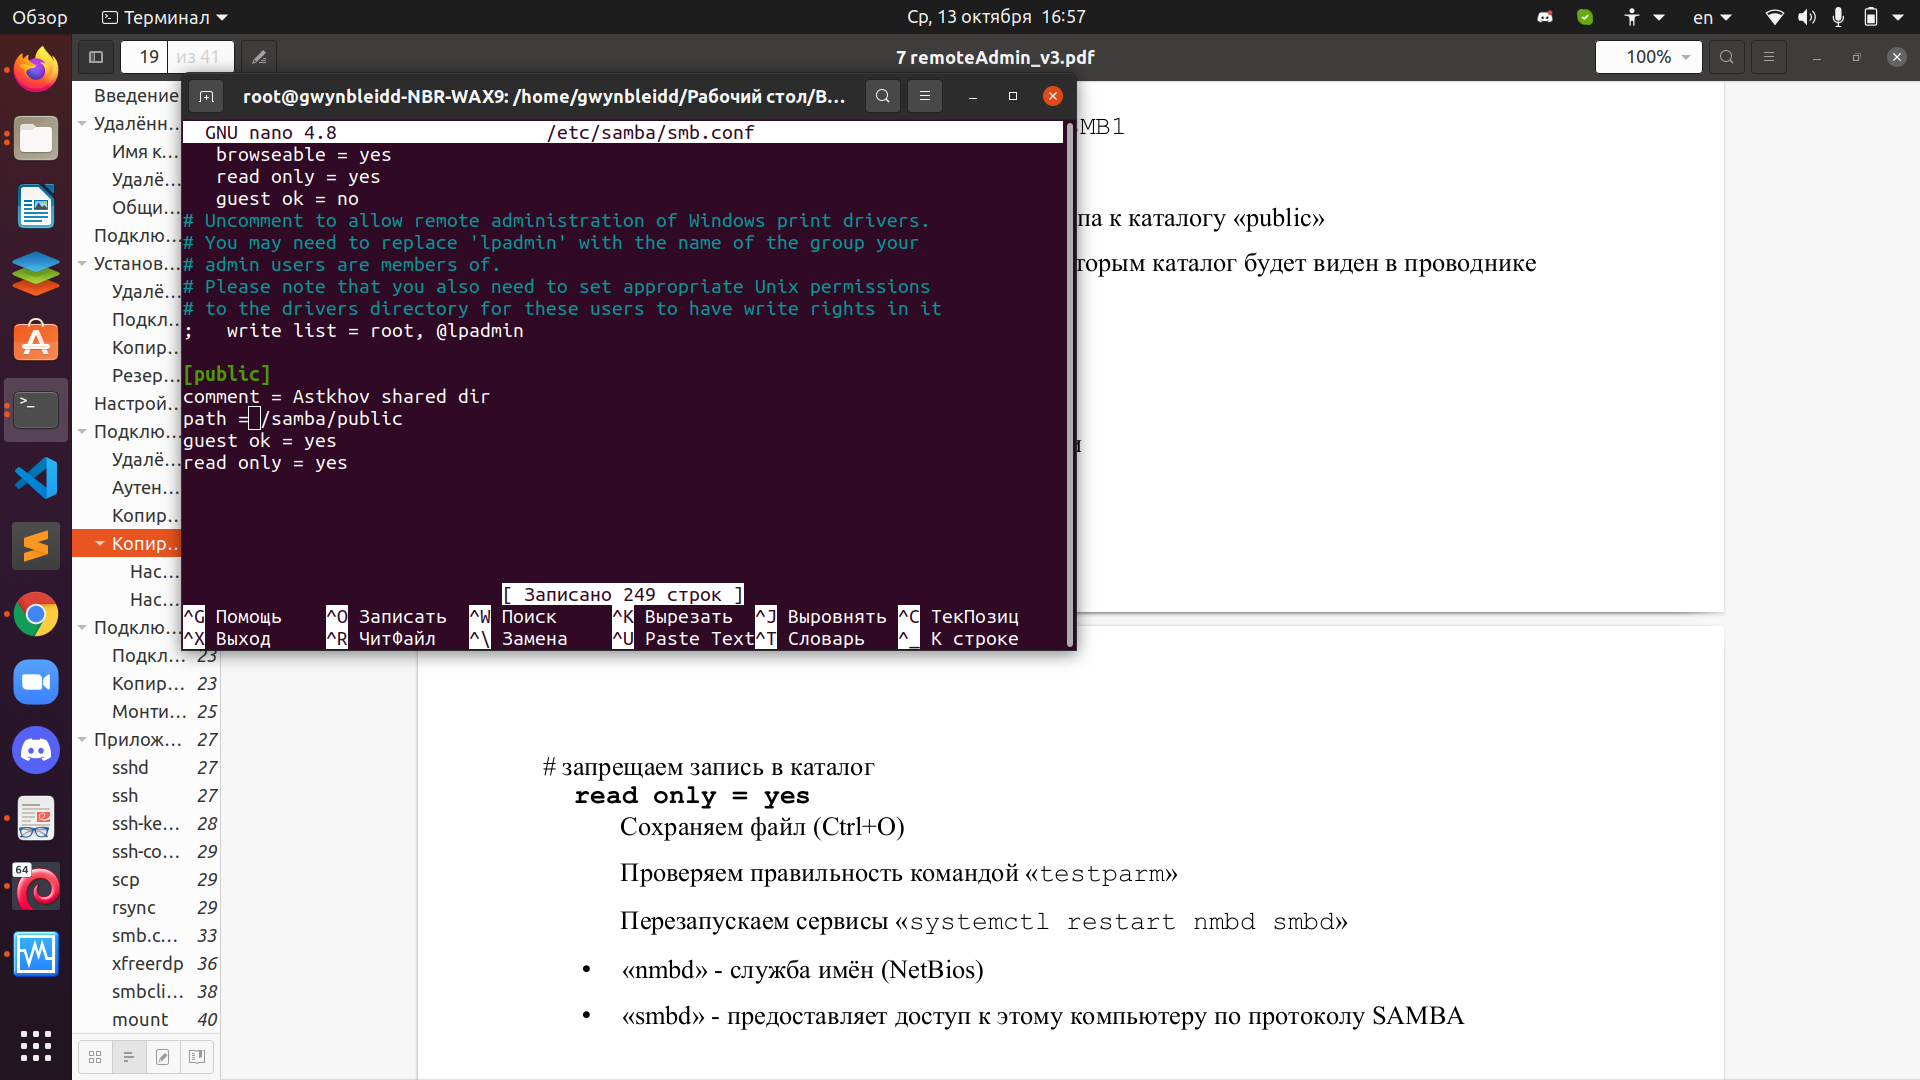 Обзор
Терминал
Ср, 13 октября 16:57
en
19
из 41
7 remoteAdmin_v3.pdf
100%
root@gwynbleidd-NBR-WAX9: /home/gwynbleidd/Рабочий стол/В...
GNU nano 4.8 /etc/samba/smb.conf
browseable = yes
read only = yes
guest ok = no
# Uncomment to allow remote administration of Windows print drivers.
# You may need to replace 'lpadmin' with the name of the group your
# admin users are members of.
# Please note that you also need to set appropriate Unix permissions
# to the drivers directory for these users to have write rights in it
; write list = root, @lpadmin
[public]
comment = Astkhov shared dir
path = /samba/public
guest ok = yes
read only = yes
[ Записано 249 строк ]
^G Помощь ^O Записать ^W Поиск ^K Вырезать ^J Выровнять ^C ТекПозиц
^X Выход ^R ЧитФайл ^\ Замена ^U Paste Text ^T Словарь ^_ К строке
Введение
Удалённ...
Имя к...
Удалё...
Общи...
Подклю...
Установ...
Удалё...
Подкл...
Копир...
Резер...
Настрой...
Подклю...
Удалё...
Аутен...
Копир...
Копир...
Нас...
Нас...
Подклю...
Подкл... 23
Копир... 23
Монти... 25
Прилож... 27
sshd 27
ssh 27
ssh-ke... 28
ssh-co... 29
scp 29
rsync 29
smb.c... 33
xfreerdp 36
smbcli... 38
mount 40
64
MB1
па к каталогу «public»
торым каталог будет виден в проводнике
# запрещаем запись в каталог
read only = yes
Сохраняем файл (Ctrl+O)
Проверяем правильность командой «testparm»
Перезапускаем сервисы «systemctl restart nmbd smbd»
• «nmbd» - служба имён (NetBios)
• «smbd» - предоставляет доступ к этому компьютеру по протоколу SAMBA